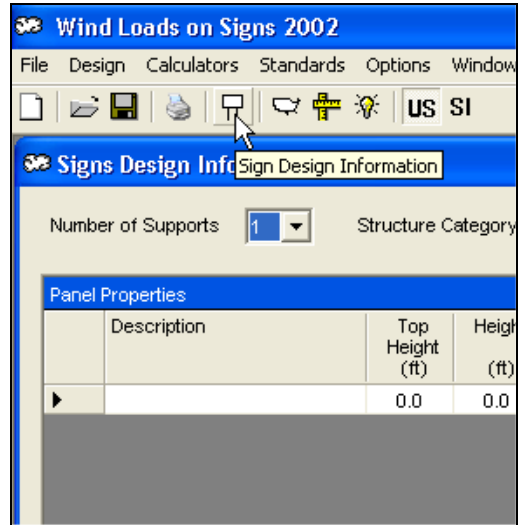 Wind Loads on Signs 2002
File Design Calculators Standards Options Window
US SI
Signs Design Info
Sign Design Information
Number of Supports 1 Structure Category
Panel Properties
Description Top Height (ft) Heigh (ft)
0.0 0.0